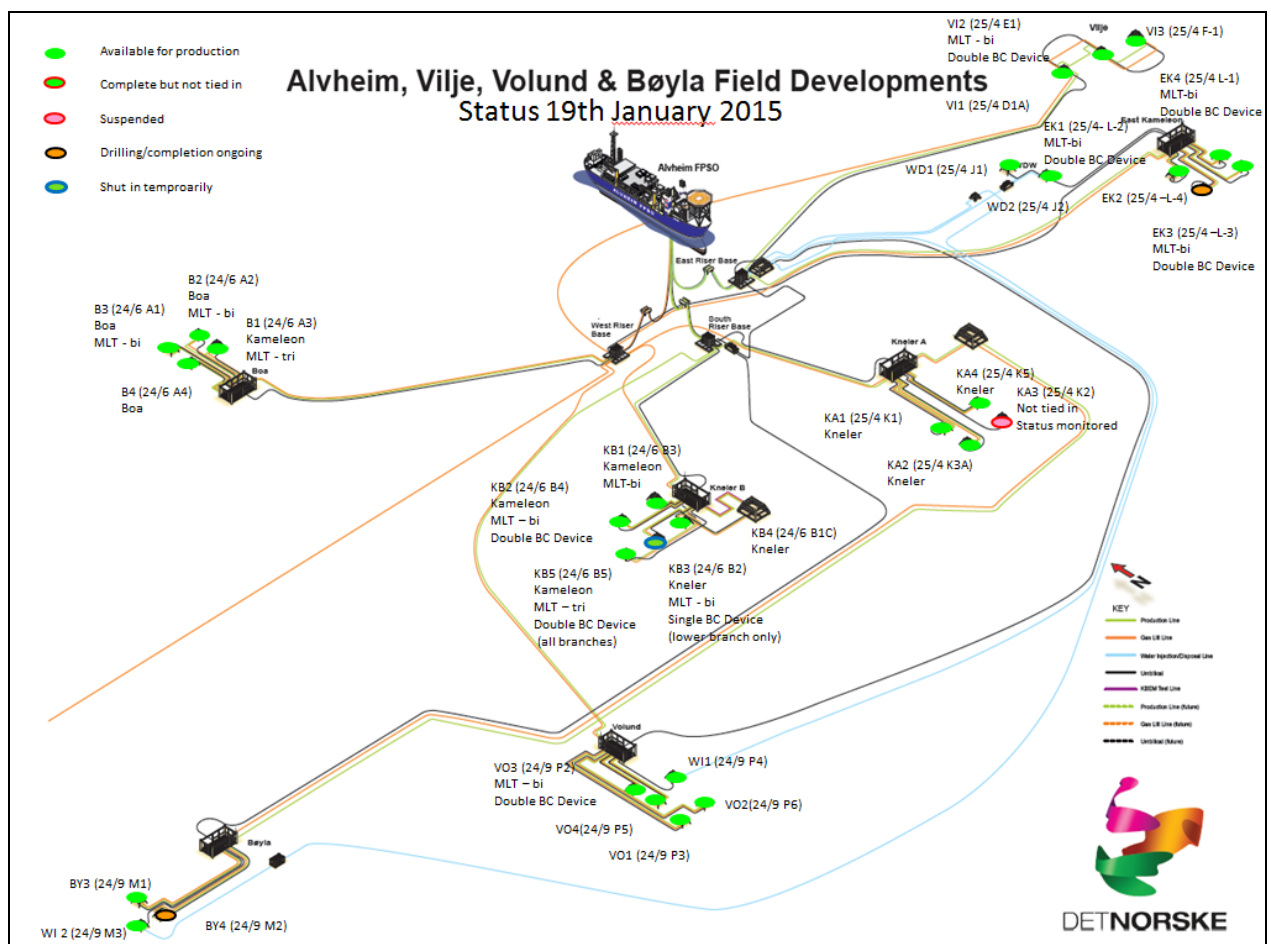 Available for production
Complete but not tied in
Suspended
Drilling/completion ongoing
Shut in temproarily
Alvheim, Vilje, Volund & Bøyla Field Developments
Status 19th January 2015
VI2 (25/4 E1)
MLT - bi
Double BC Device
Vilje
VI3 (25/4 F-1)
VI1 (25/4 D1A)
EK4 (25/4 L-1)
MLT-bi
Double BC Device
EK1 (25/4- L-2)
MLT-bi
Double BC Device
East Kameleon
WD1 (25/4 J1)
WD2 (25/4 J2)
EK2 (25/4 –L-4)
EK3 (25/4 –L-3)
MLT-bi
Double BC Device
Alvheim FPSO
ALVHEIM FPSO
East Riser Base
West Riser
Base
South
Riser Base
B2 (24/6 A2)
Boa
MLT - bi
B3 (24/6 A1)
Boa
MLT - bi
B1 (24/6 A3)
Kameleon
MLT - tri
Boa
B4 (24/6 A4)
Boa
Kneler A
KA4 (25/4 K5)
Kneler
KA3 (25/4 K2)
Not tied in
Status monitored
KA1 (25/4 K1)
Kneler
KA2 (25/4 K3A)
Kneler
KB1 (24/6 B3)
Kameleon
MLT-bi
Kneler B
KB2 (24/6 B4)
Kameleon
MLT – bi
Double BC Device
KB4 (24/6 B1C)
Kneler
KB5 (24/6 B5)
Kameleon
MLT – tri
Double BC Device
(all branches)
KB3 (24/6 B2)
Kneler
MLT - bi
Single BC Device
(lower branch only)
N
KEY
Production Line
Gas Lift Line
Water Injection/Disposal Line
Umbilical
Test Line
Production Line (future)
Gas Lift Line (future)
Umbilical (future)
Volund
VO3 (24/9 P2)
MLT – bi
Double BC Device
WI1 (24/9 P4)
VO2(24/9 P6)
VO4(24/9 P5)
VO1 (24/9 P3)
Bøyla
BY3 (24/9 M1)
BY4 (24/9 M2)
WI 2 (24/9 M3)
DETNORSKE